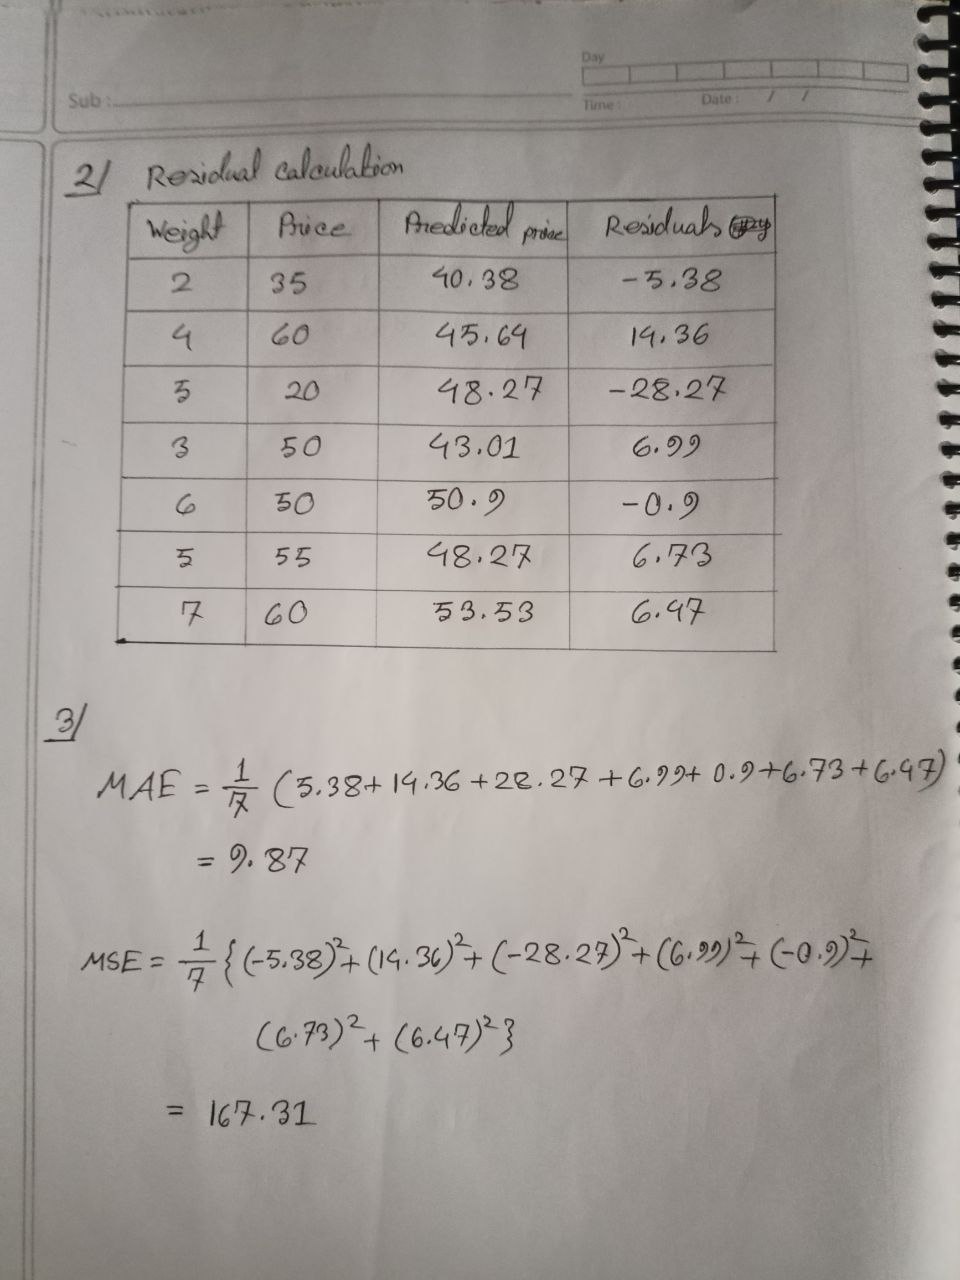 Day
Sub :
Time : Date : / /
2/ Residual calculation
Weight Price Predicted price Residuals
2 35 40.38 -5.38
4 60 45.64 14.36
5 20 48.27 -28.27
3 50 43.01 6.99
6 50 50.9 -0.9
5 55 48.27 6.73
7 60 53.53 6.47
3/
MAE = 1/7 (5.38+ 14.36 +28.27 +6.99+ 0.9+6.73+6.47)
= 9.87
MSE = 1/7 {(-5.38)²+(14.36)²+(-28.27)²+(6.99)²+(-0.9)²+
(6.73)²+ (6.47)²}
= 167.31